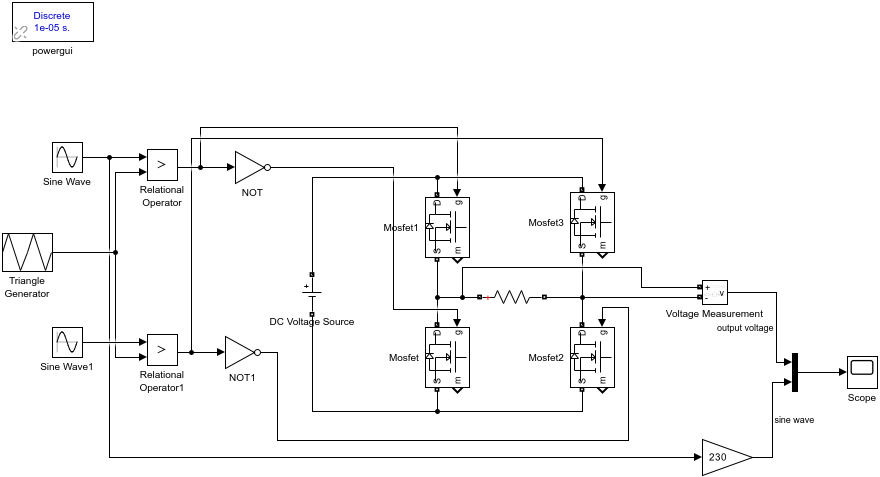 Discrete
1e-05 s.
powergui
Sine Wave
>
Relational
Operator
NOT
Triangle
Generator
Sine Wave1
>
Relational
Operator1
NOT1
+
DC Voltage Source
Mosfet1
D
g
S
m
Mosfet3
D
g
S
m
Mosfet
D
g
S
m
Mosfet2
D
g
S
m
+
-
v
Voltage Measurement
output voltage
sine wave
230
Scope